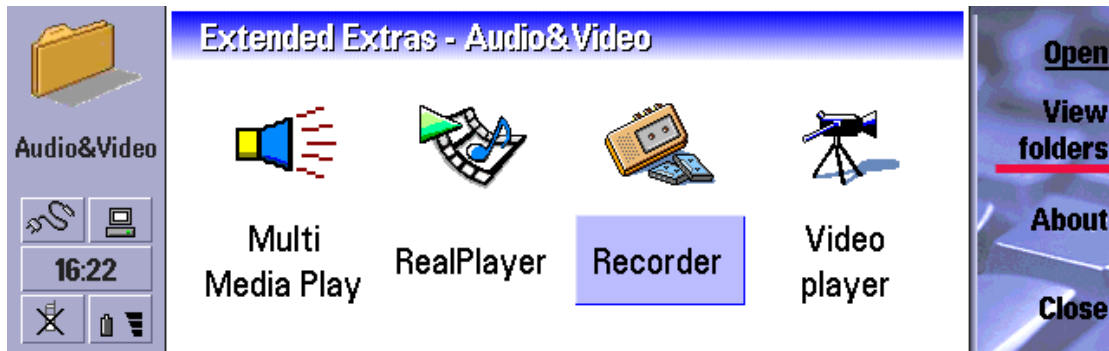 Extended Extras - Audio&Video
Audio&Video
16:22
Multi
Media Play
RealPlayer
Recorder
Video
player
Open
View
folders
About
Close